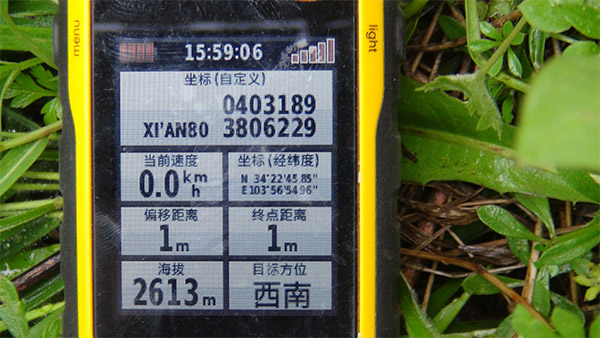 menu
light
15:59:06
坐标(自定义)
0403189
XI'AN80 3806229
当前速度
0.0 km/h
坐标(经纬度)
N 34°22'45.85"
E103°56'54.96"
偏移距离
1m
终点距离
1m
海拔
2613m
目标方位
西南